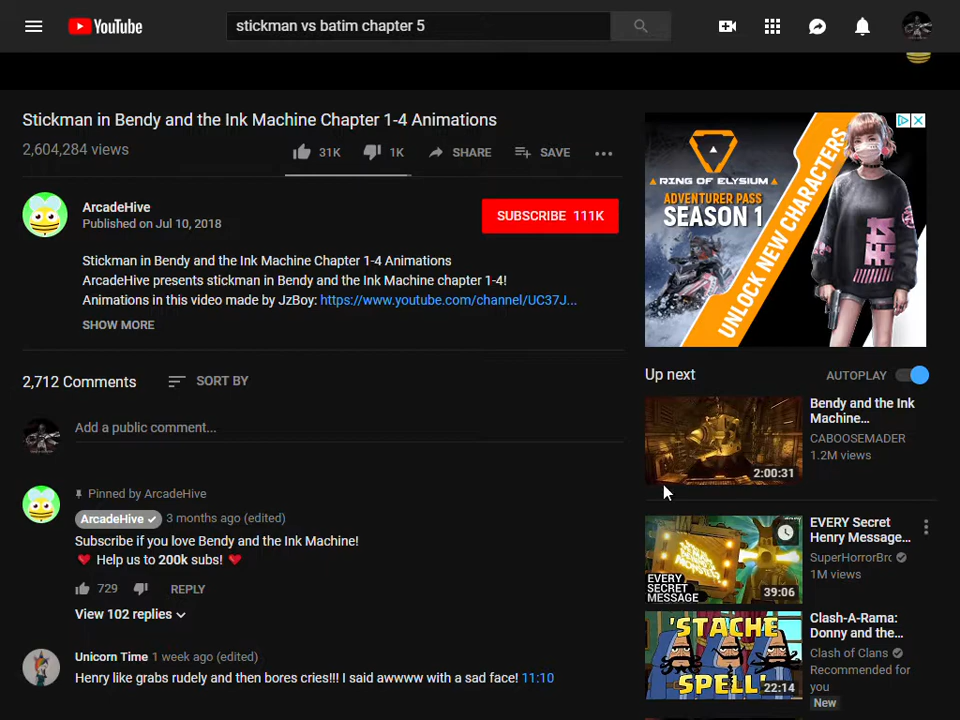 YouTube
stickman vs batim chapter 5
Stickman in Bendy and the Ink Machine Chapter 1-4 Animations
2,604,284 views
31K
1K
SHARE
SAVE
ArcadeHive
Published on Jul 10, 2018
SUBSCRIBE 111K
Stickman in Bendy and the Ink Machine Chapter 1-4 Animations
ArcadeHive presents stickman in Bendy and the Ink Machine chapter 1-4!
Animations in this video made by JzBoy: https://www.youtube.com/channel/UC37J...
SHOW MORE
2,712 Comments
SORT BY
Add a public comment...
Pinned by ArcadeHive
ArcadeHive
3 months ago (edited)
Subscribe if you love Bendy and the Ink Machine!
Help us to 200k subs!
729
REPLY
View 102 replies
Unicorn Time 1 week ago (edited)
Henry like grabs rudely and then bores cries!!! I said awwww with a sad face! 11:10
RING OF ELYSIUM
ADVENTURER PASS
SEASON 1
UNLOCK NEW CHARACTERS
Up next
AUTOPLAY
2:00:31
Bendy and the Ink
Machine...
CABOOSEMADER
1.2M views
EVERY
SECRET
MESSAGE
39:06
EVERY Secret
Henry Message...
SuperHorrorBro
1M views
'STACHE
SPELL'
22:14
Clash-A-Rama:
Donny and the...
Clash of Clans
Recommended for
you
New